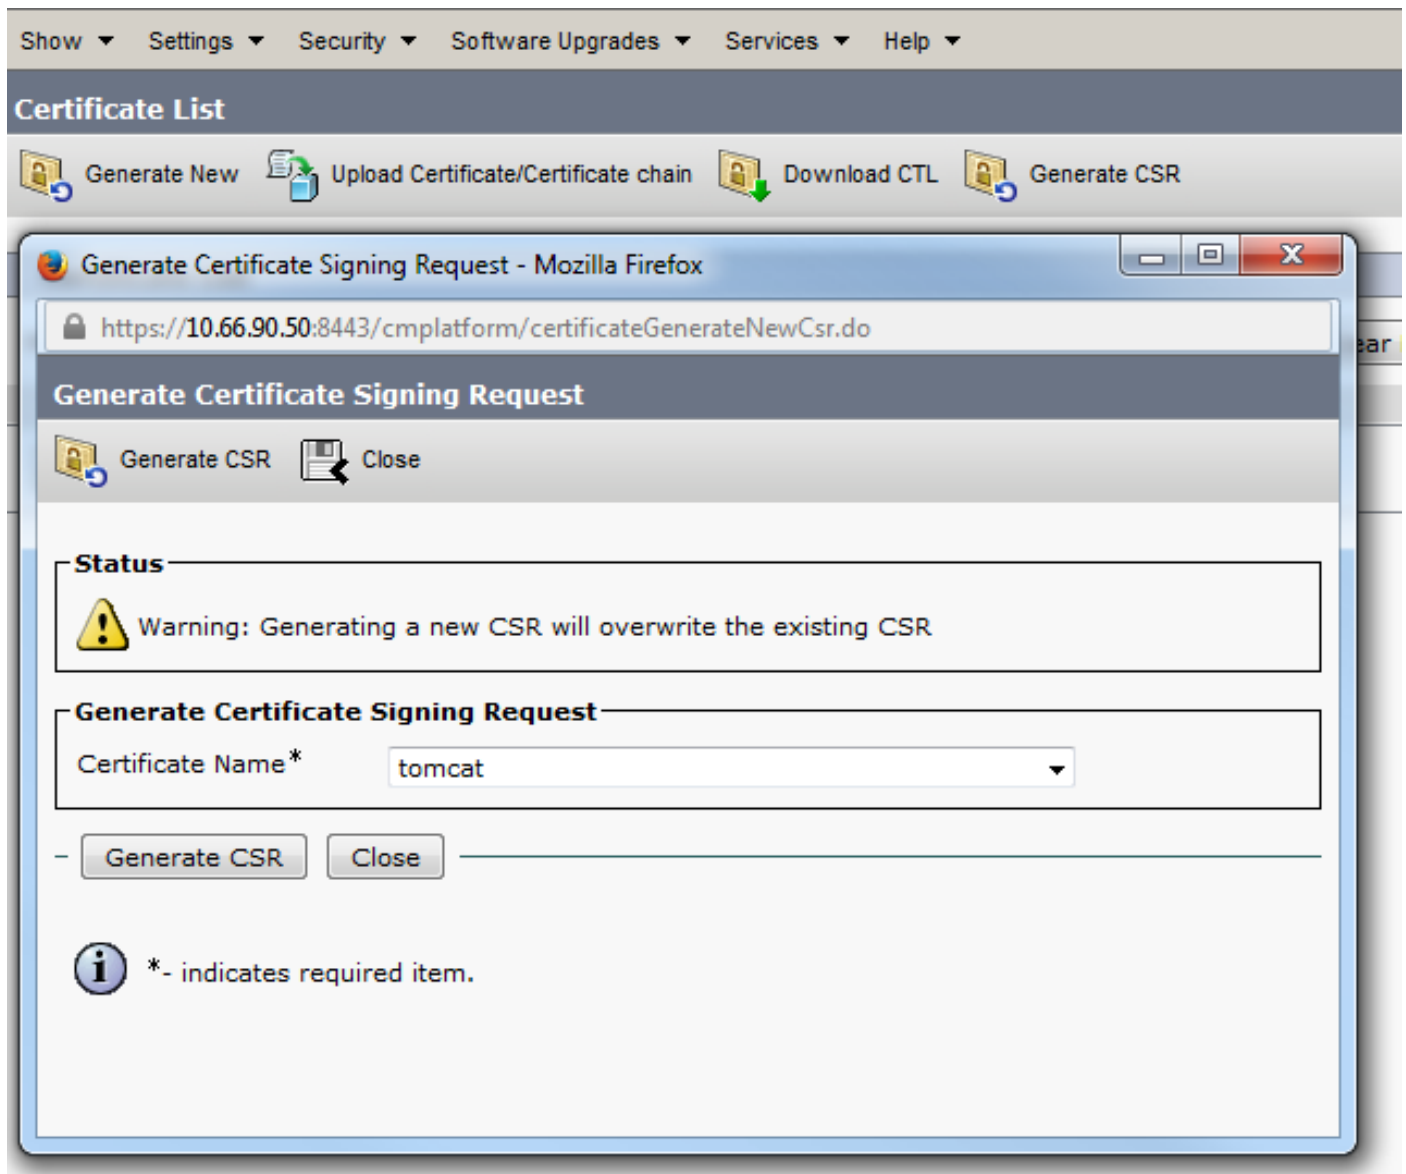 Show Settings Security Software Upgrades Services Help
Certificate List
Generate New Upload Certificate/Certificate chain Download CTL Generate CSR
Generate Certificate Signing Request - Mozilla Firefox
https://10.66.90.50:8443/cmplatform/certificateGenerateNewCsr.do
Generate Certificate Signing Request
Generate CSR Close
Status
Warning: Generating a new CSR will overwrite the existing CSR
Generate Certificate Signing Request
Certificate Name* tomcat
Generate CSR Close
*- indicates required item.